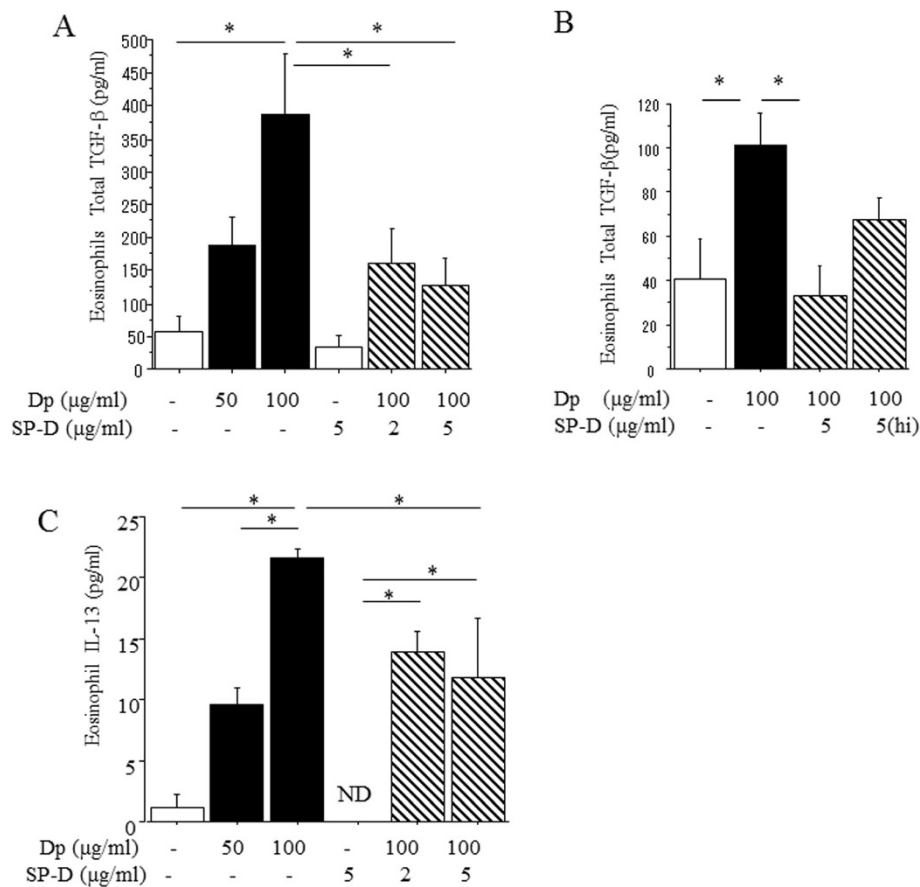 A
Eosinophils Total TGF-β (pg/ml)
500
450
400
350
300
250
200
150
100
50
0
* *
*
Dp (μg/ml) - 50 100 - 100 100
SP-D (μg/ml) - - - 5 2 5
B
Eosinophils Total TGF-β(pg/ml)
120
100
80
60
40
20
0
* *
Dp (μg/ml) - 100 100 100
SP-D (μg/ml) - - 5 5(hi)
C
Eosinophil IL-13 (pg/ml)
25
20
15
10
5
0
* *
*
*
*
ND
Dp (μg/ml) - 50 100 - 100 100
SP-D (μg/ml) - - - 5 2 5